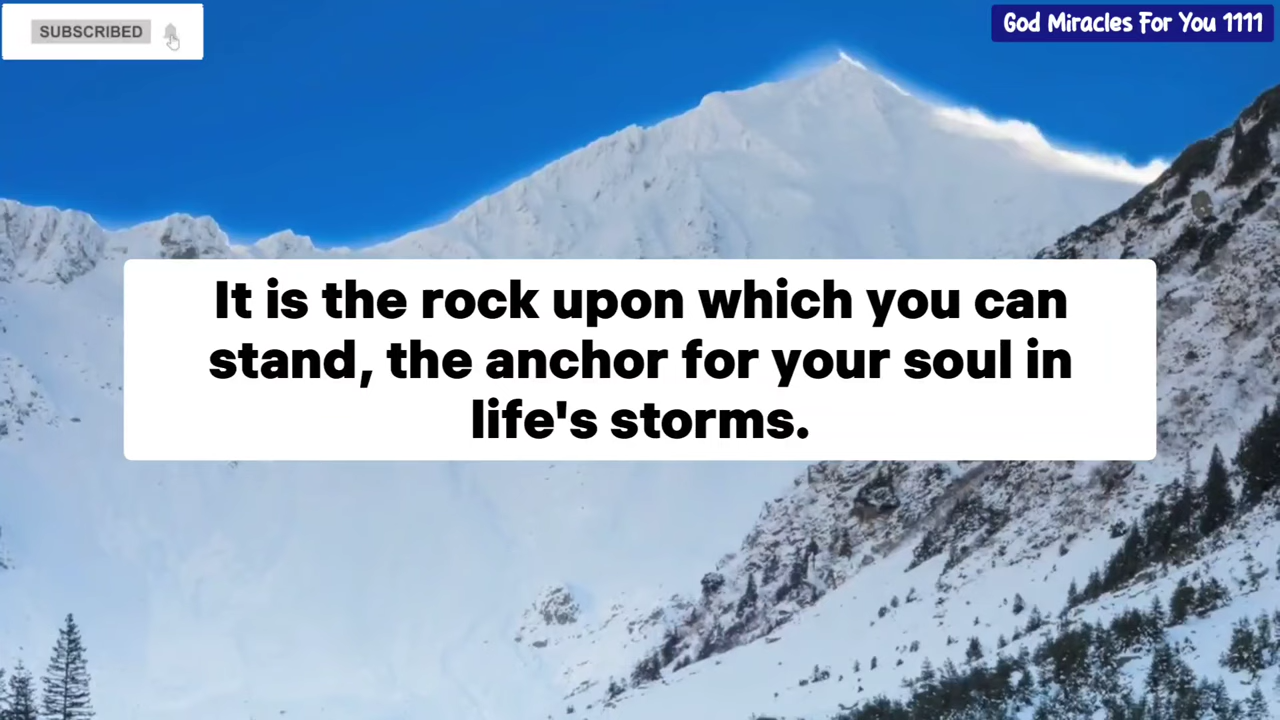 SUBSCRIBED
God Miracles For You 1111
It is the rock upon which you can
stand, the anchor for your soul in
life's storms.